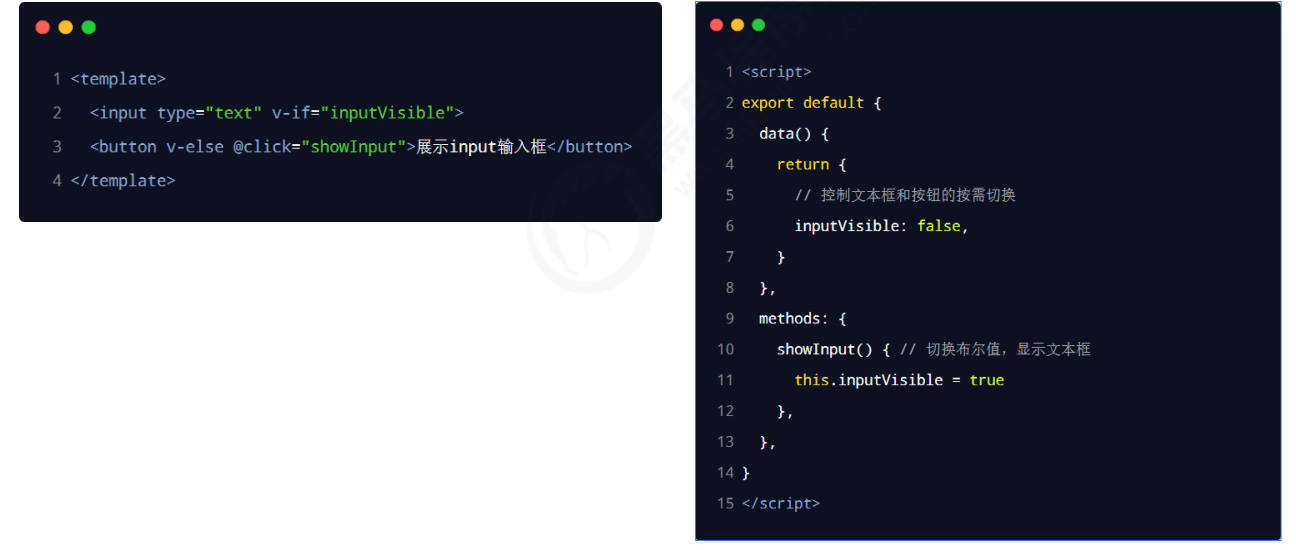 1 <template>
2   <input type="text" v-if="inputVisible">
3   <button v-else @click="showInput">展示input输入框</button>
4 </template>
1 <script>
2 export default {
3   data() {
4     return {
5       // 控制文本框和按钮的按需切换
6       inputVisible: false,
7     }
8   },
9   methods: {
10     showInput() { // 切换布尔值，显示文本框
11       this.inputVisible = true
12     },
13   },
14 }
15 </script>